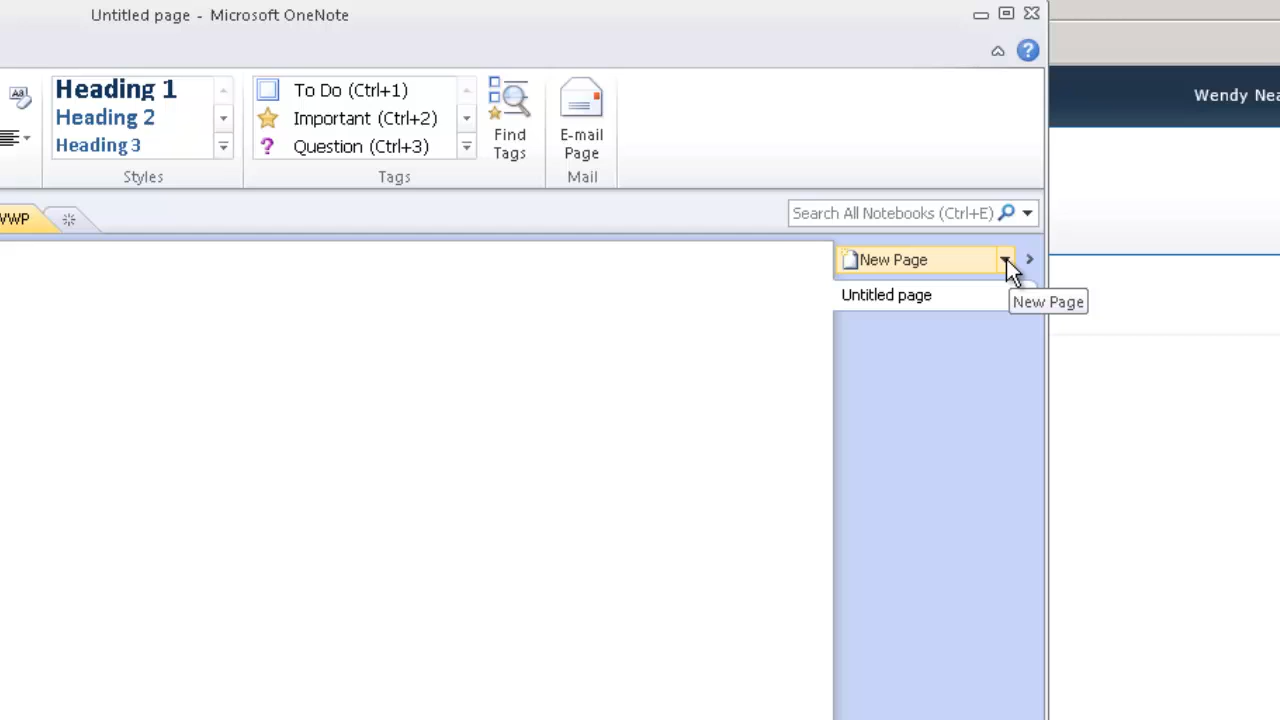 Untitled page - Microsoft OneNote
Wendy
Heading 1
Heading 2
Heading 3
Styles
To Do (Ctrl+1)
Important (Ctrl+2)
Question (Ctrl+3)
Tags
Find
Tags
E-mail
Page
Mail
WWP
Search All Notebooks (Ctrl+E)
New Page
Untitled page
New Page